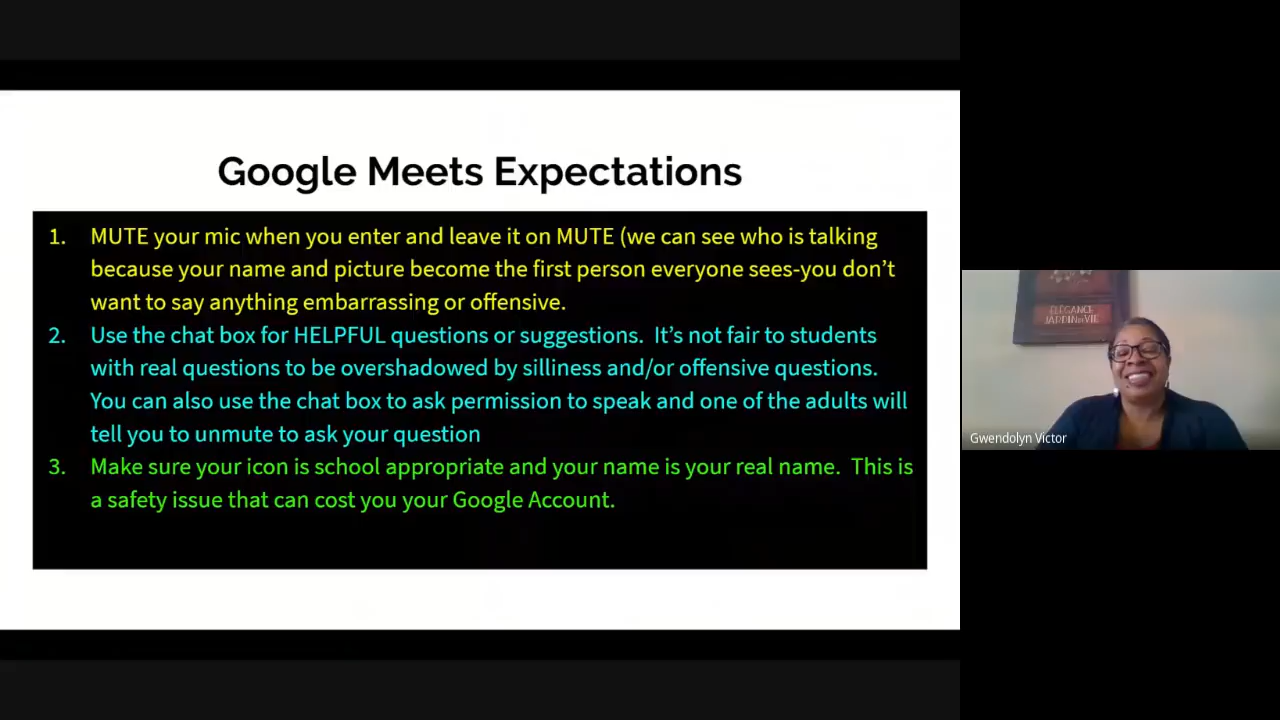 Google Meets Expectations
1. MUTE your mic when you enter and leave it on MUTE (we can see who is talking
because your name and picture become the first person everyone sees-you don't
want to say anything embarrassing or offensive.
2. Use the chat box for HELPFUL questions or suggestions.  It's not fair to students
with real questions to be overshadowed by silliness and/or offensive questions.
You can also use the chat box to ask permission to speak and one of the adults will
tell you to unmute to ask your question
3. Make sure your icon is school appropriate and your name is your real name.  This is
a safety issue that can cost you your Google Account.
ELEGANCE
Gwendolyn Victor